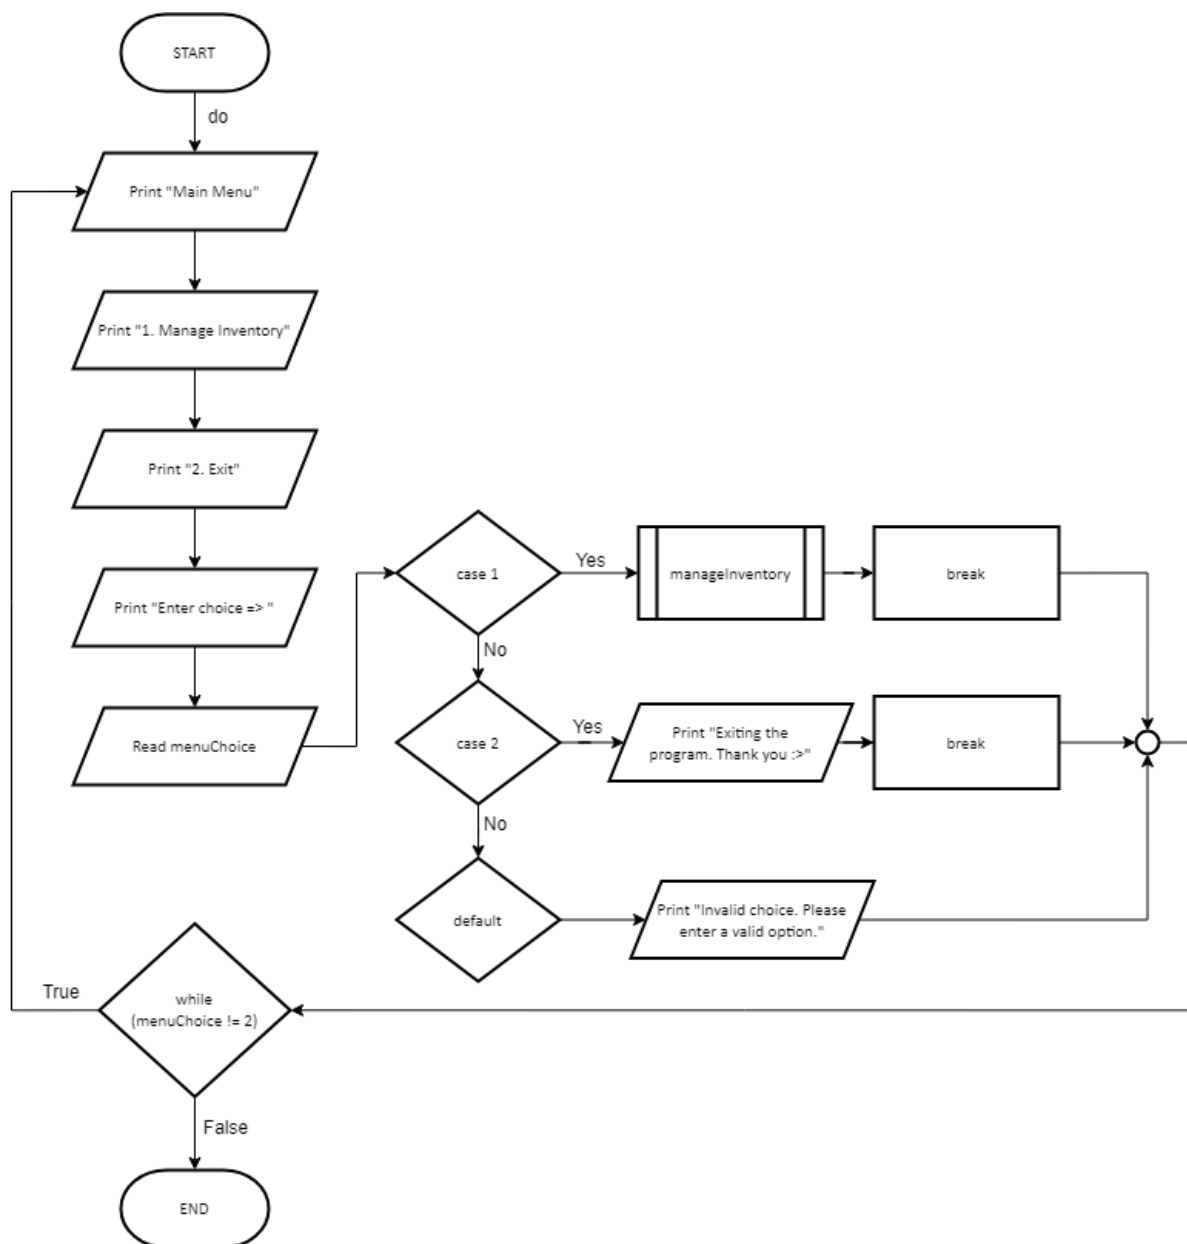 START
do
Print "Main Menu"
Print "1. Manage Inventory"
Print "2. Exit"
Print "Enter choice => "
Read menuChoice
case 1
Yes
manageInventory
break
No
case 2
Yes
Print "Exiting the
program. Thank you :>"
break
No
default
Print "Invalid choice. Please
enter a valid option."
while
(menuChoice != 2)
True
False
END